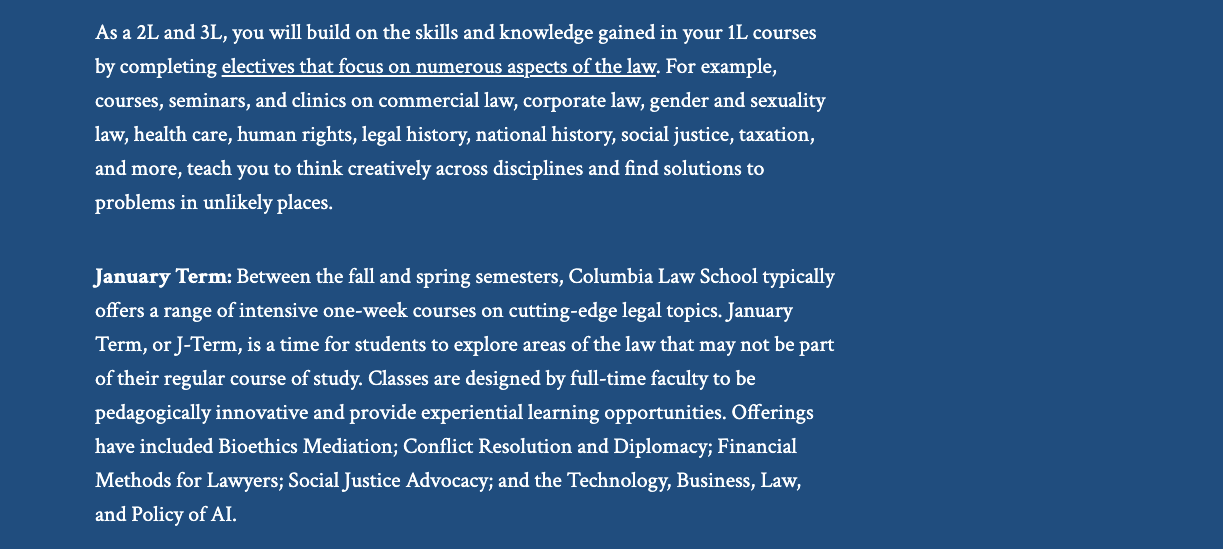 As a 2L and 3L, you will build on the skills and knowledge gained in your 1L courses
by completing electives that focus on numerous aspects of the law. For example,
courses, seminars, and clinics on commercial law, corporate law, gender and sexuality
law, health care, human rights, legal history, national history, social justice, taxation,
and more, teach you to think creatively across disciplines and find solutions to
problems in unlikely places.
January Term: Between the fall and spring semesters, Columbia Law School typically
offers a range of intensive one-week courses on cutting-edge legal topics. January
Term, or J-Term, is a time for students to explore areas of the law that may not be part
of their regular course of study. Classes are designed by full-time faculty to be
pedagogically innovative and provide experiential learning opportunities. Offerings
have included Bioethics Mediation; Conflict Resolution and Diplomacy; Financial
Methods for Lawyers; Social Justice Advocacy; and the Technology, Business, Law,
and Policy of AI.